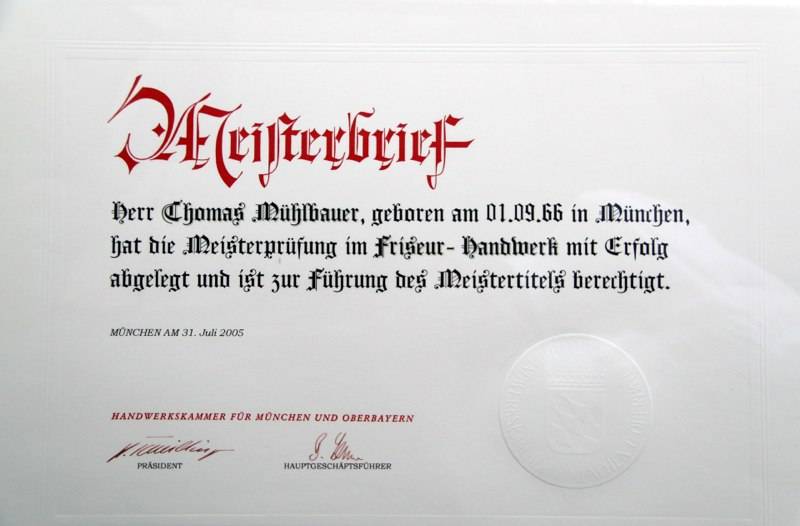 Meisterbrief
Herr Thomas Mühlbauer, geboren am 01.09.66 in München,
hat die Meisterprüfung im Friseur- Handwerk mit Erfolg
abgelegt und ist zur Führung des Meistertitels berechtigt.
MÜNCHEN AM 31. Juli 2005
HANDWERKSKAMMER FÜR MÜNCHEN UND OBERBAYERN
PRÄSIDENT
HAUPTGESCHÄFTSFÜHRER